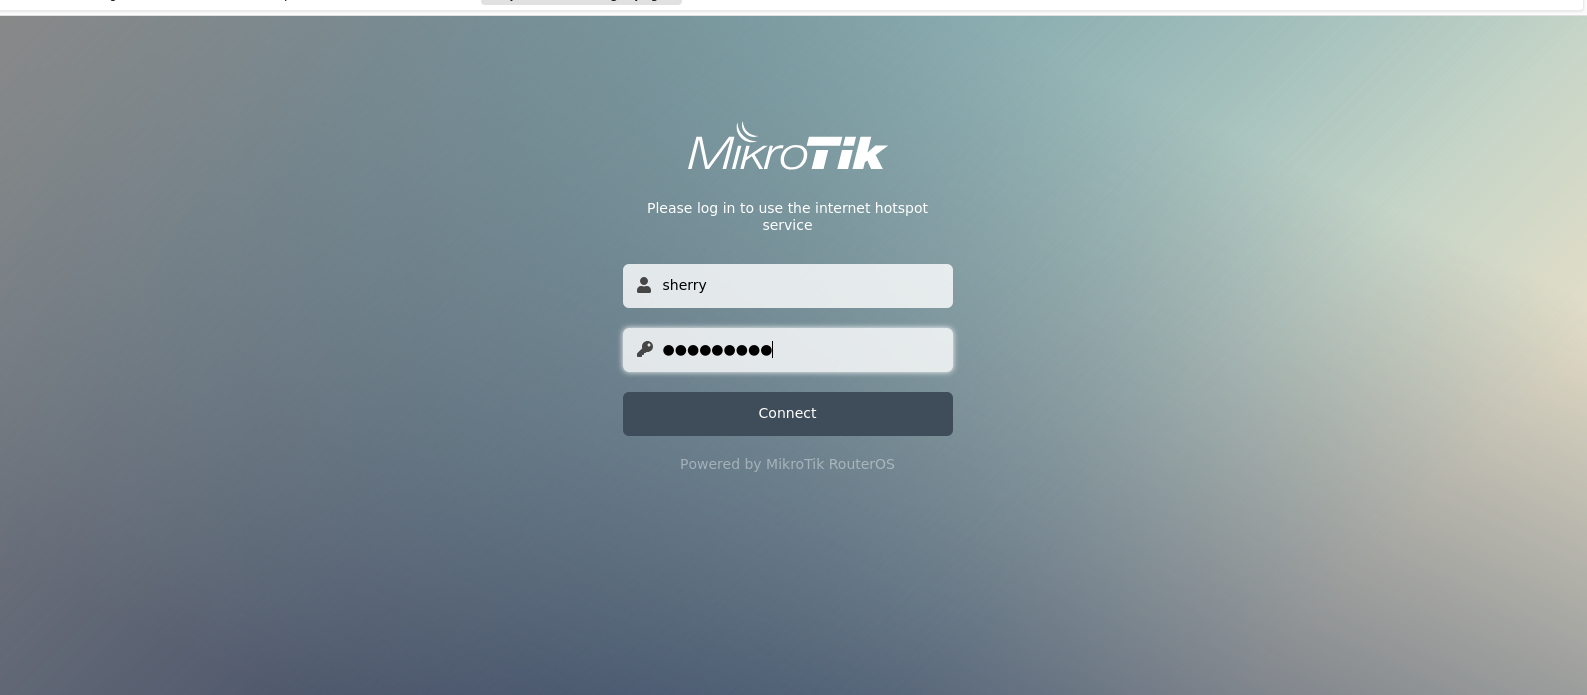 MikroTik
Please log in to use the internet hotspot
service
sherry
●●●●●●●●●
Connect
Powered by MikroTik RouterOS